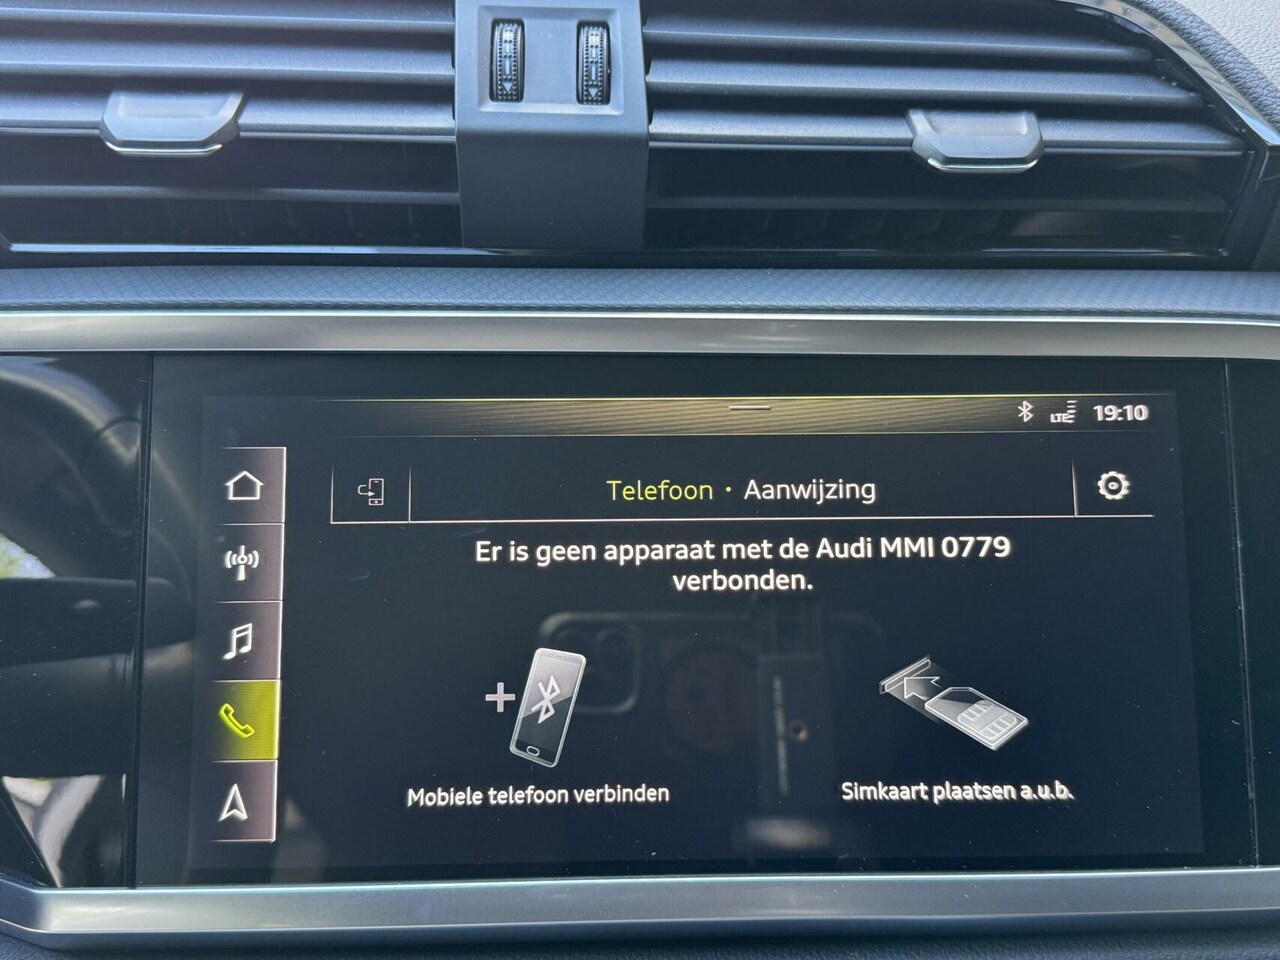 LTE 19:10
Telefoon • Aanwijzing
Er is geen apparaat met de Audi MMI 0779
verbonden.
Mobiele telefoon verbinden
Simkaart plaatsen a.u.b.